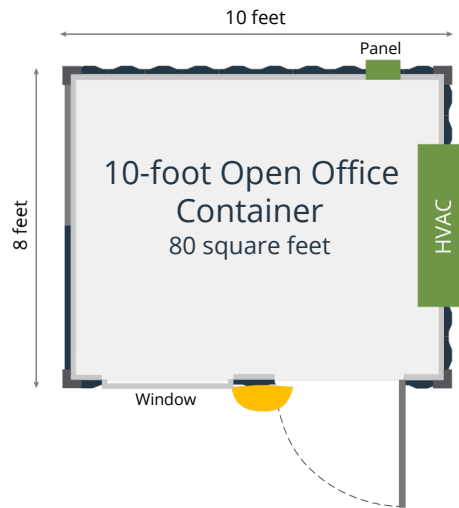 10 feet
Panel
8 feet
10-foot Open Office
Container
80 square feet
HVAC
Window